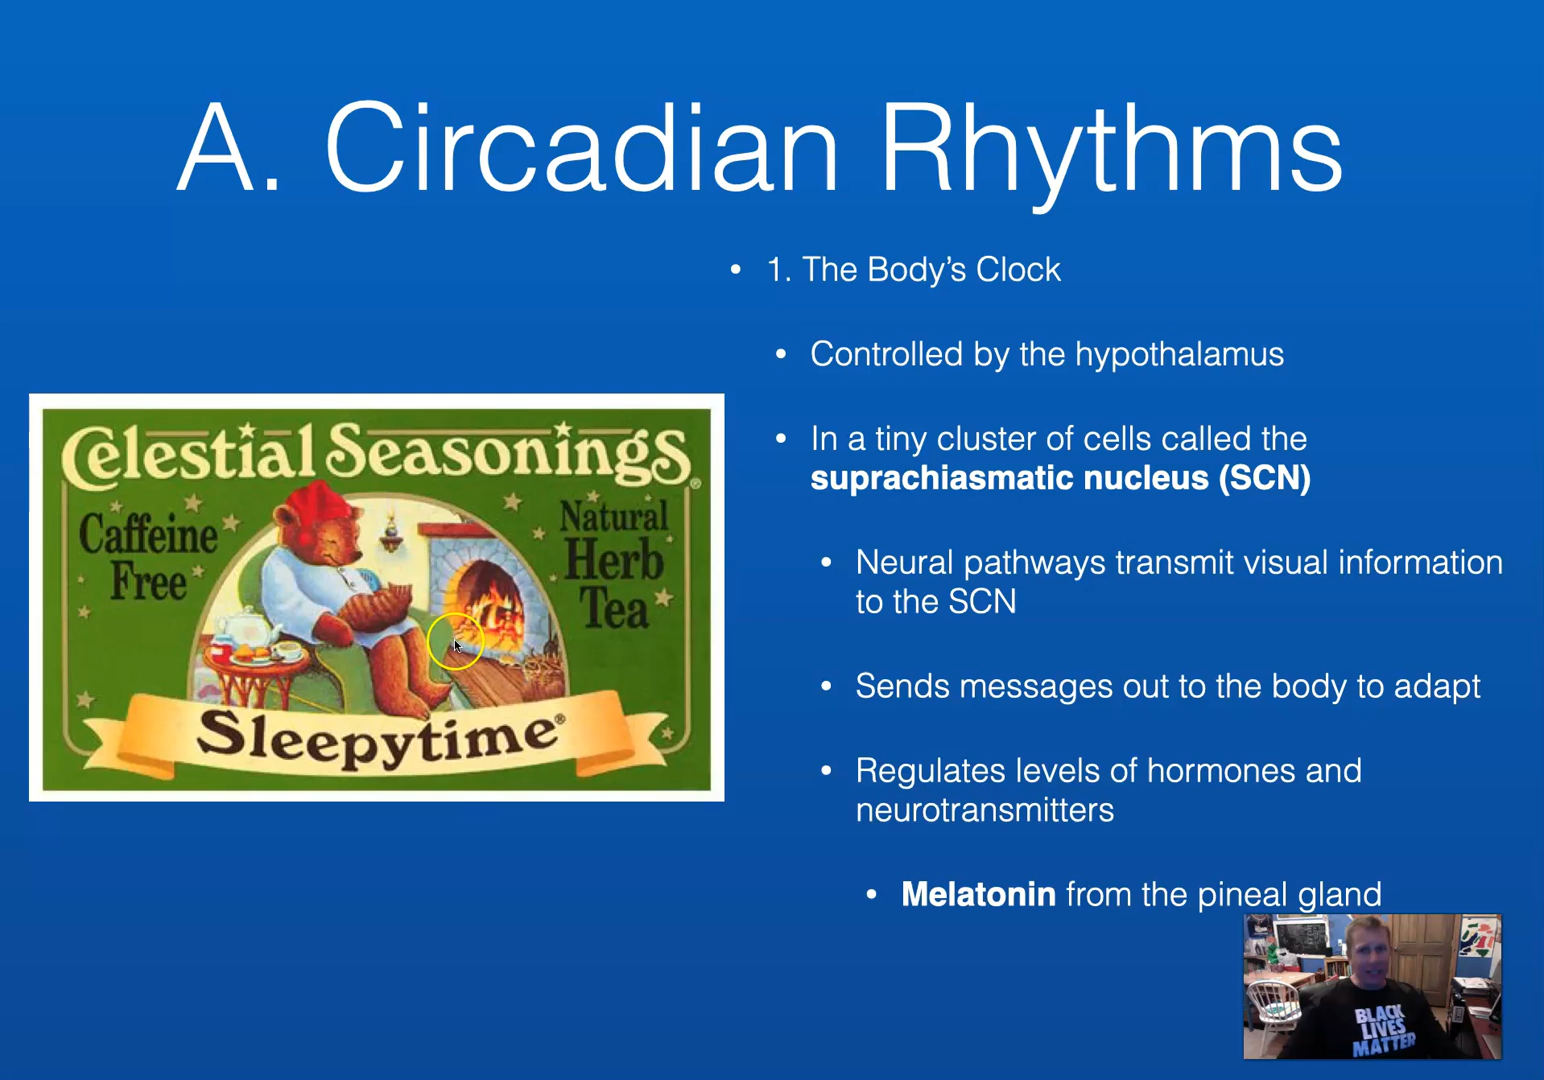 A. Circadian Rhythms
• 1. The Body's Clock
• Controlled by the hypothalamus
• In a tiny cluster of cells called the
suprachiasmatic nucleus (SCN)
• Neural pathways transmit visual information
to the SCN
• Sends messages out to the body to adapt
• Regulates levels of hormones and
neurotransmitters
• Melatonin from the pineal gland
Celestial Seasonings®
Caffeine
Free
Natural
Herb
Tea
Sleepytime®
BLACK
LIVES
MATTER